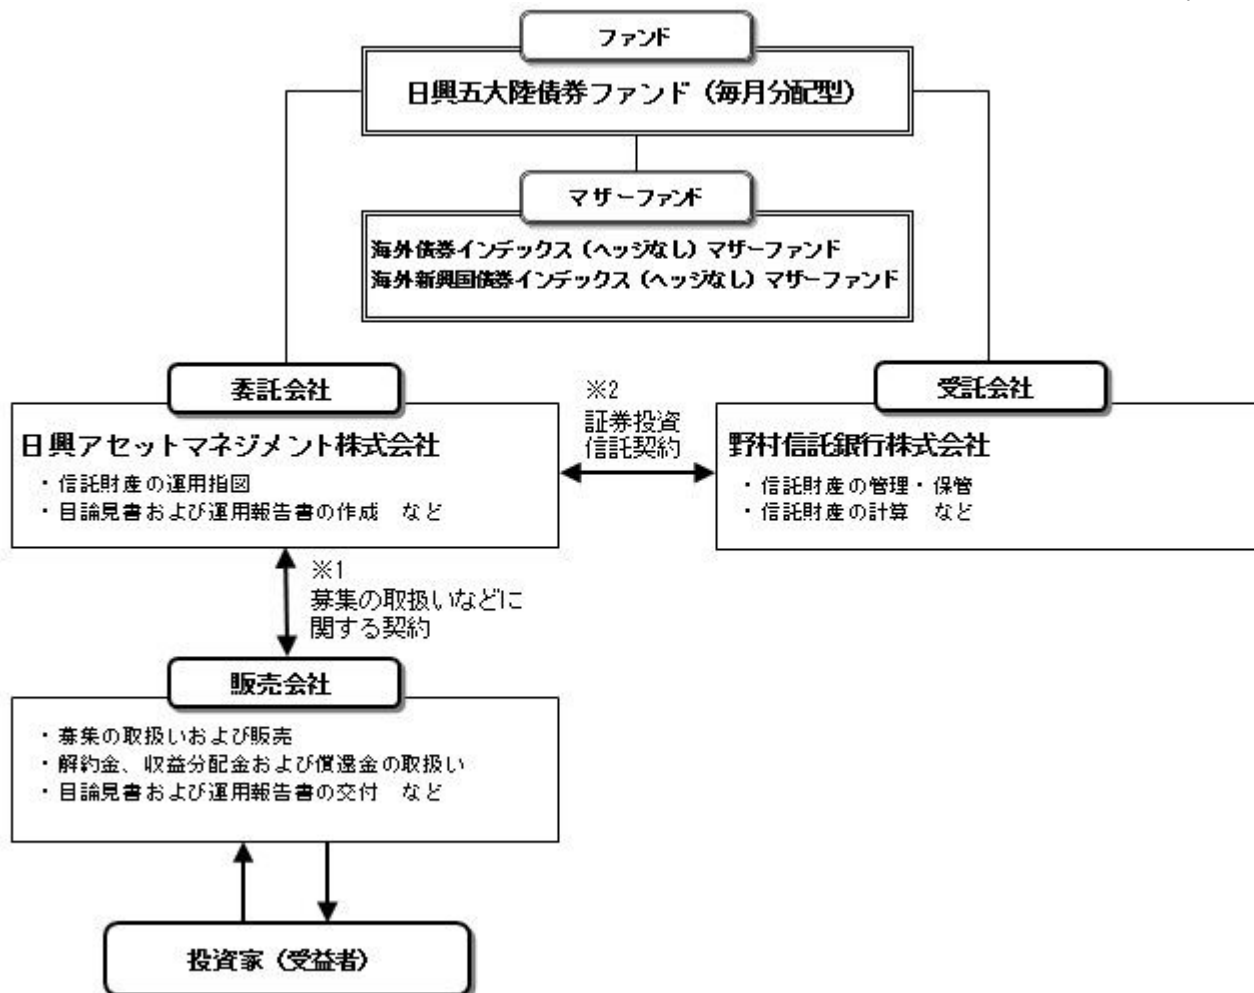 ファンド
日興五大陸債券ファンド（毎月分配型）
マザーファンド
海外債券インデックス（ヘッジなし）マザーファンド
海外新興国債券インデックス（ヘッジなし）マザーファンド
委託会社
日興アセットマネジメント株式会社
・信託財産の運用指図
・目論見書および運用報告書の作成　など
※2
証券投資
信託契約
受託会社
野村信託銀行株式会社
・信託財産の管理・保管
・信託財産の計算　など
※1
募集の取扱いなどに
関する契約
販売会社
・募集の取扱いおよび販売
・解約金、収益分配金および償還金の取扱い
・目論見書および運用報告書の交付　など
投資家（受益者）